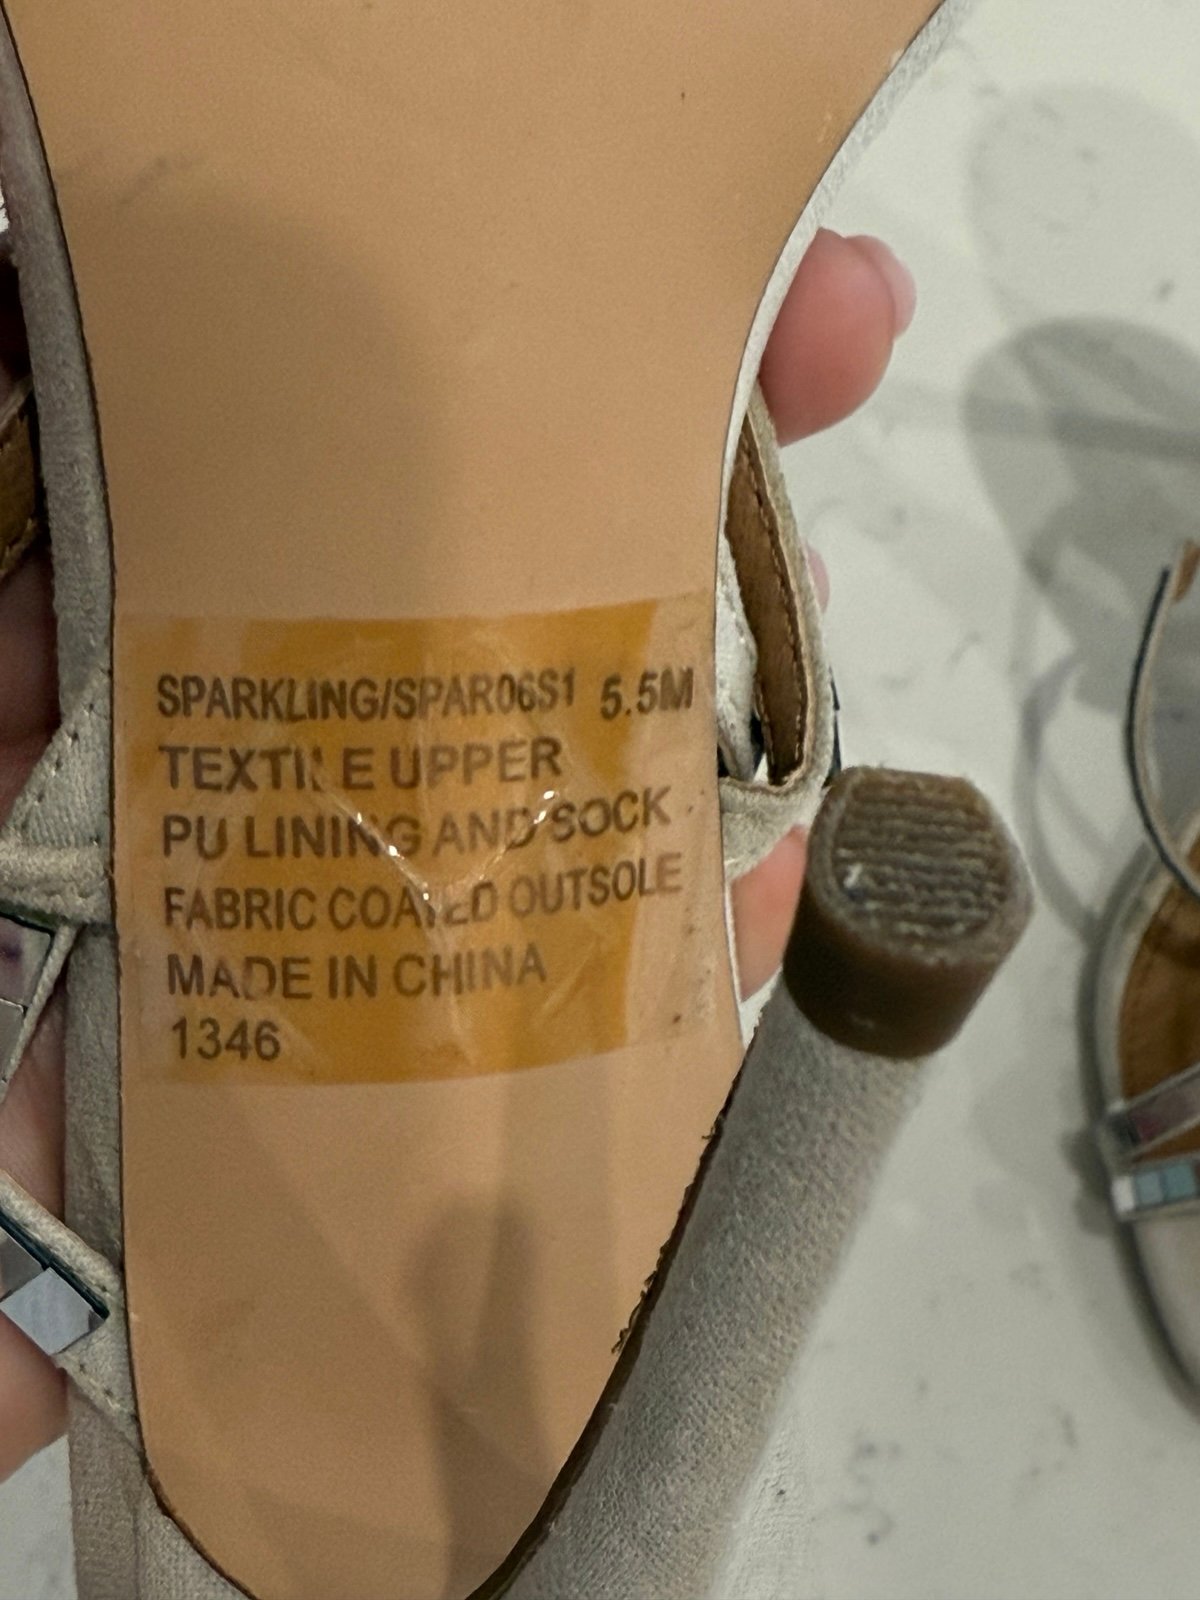 SPARKLING/SPAR06S1 5.5M
TEXTILE UPPER
PU LINING AND SOCK
FABRIC COATED OUTSOLE
MADE IN CHINA
1346